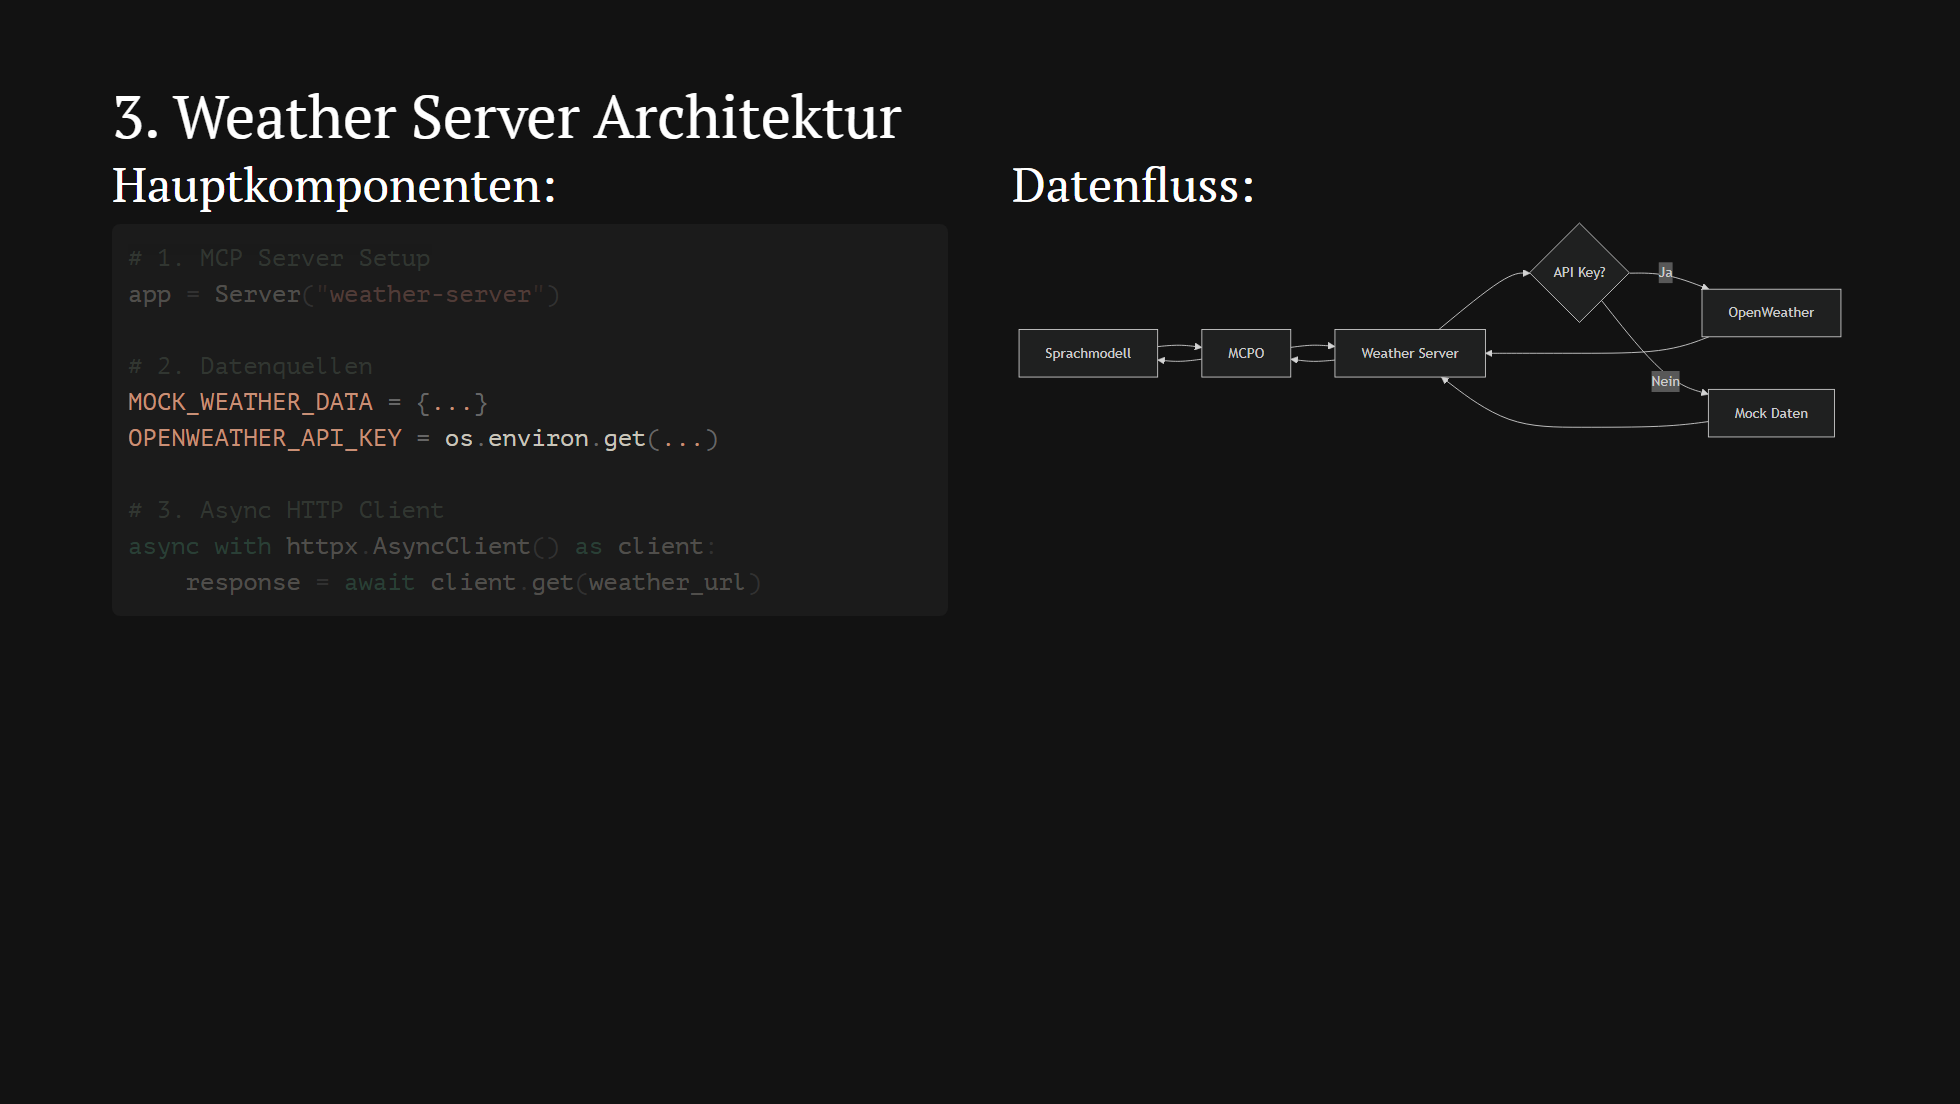 3. Weather Server Architektur
Hauptkomponenten:
# 1. MCP Server Setup
app = Server("weather-server")
# 2. Datenquellen
MOCK_WEATHER_DATA = {...}
OPENWEATHER_API_KEY = os.environ.get(...)
# 3. Async HTTP Client
async with httpx.AsyncClient() as client:
    response = await client.get(weather_url)
Datenfluss:
Sprachmodell
MCPO
Weather Server
API Key?
Ja
OpenWeather
Nein
Mock Daten